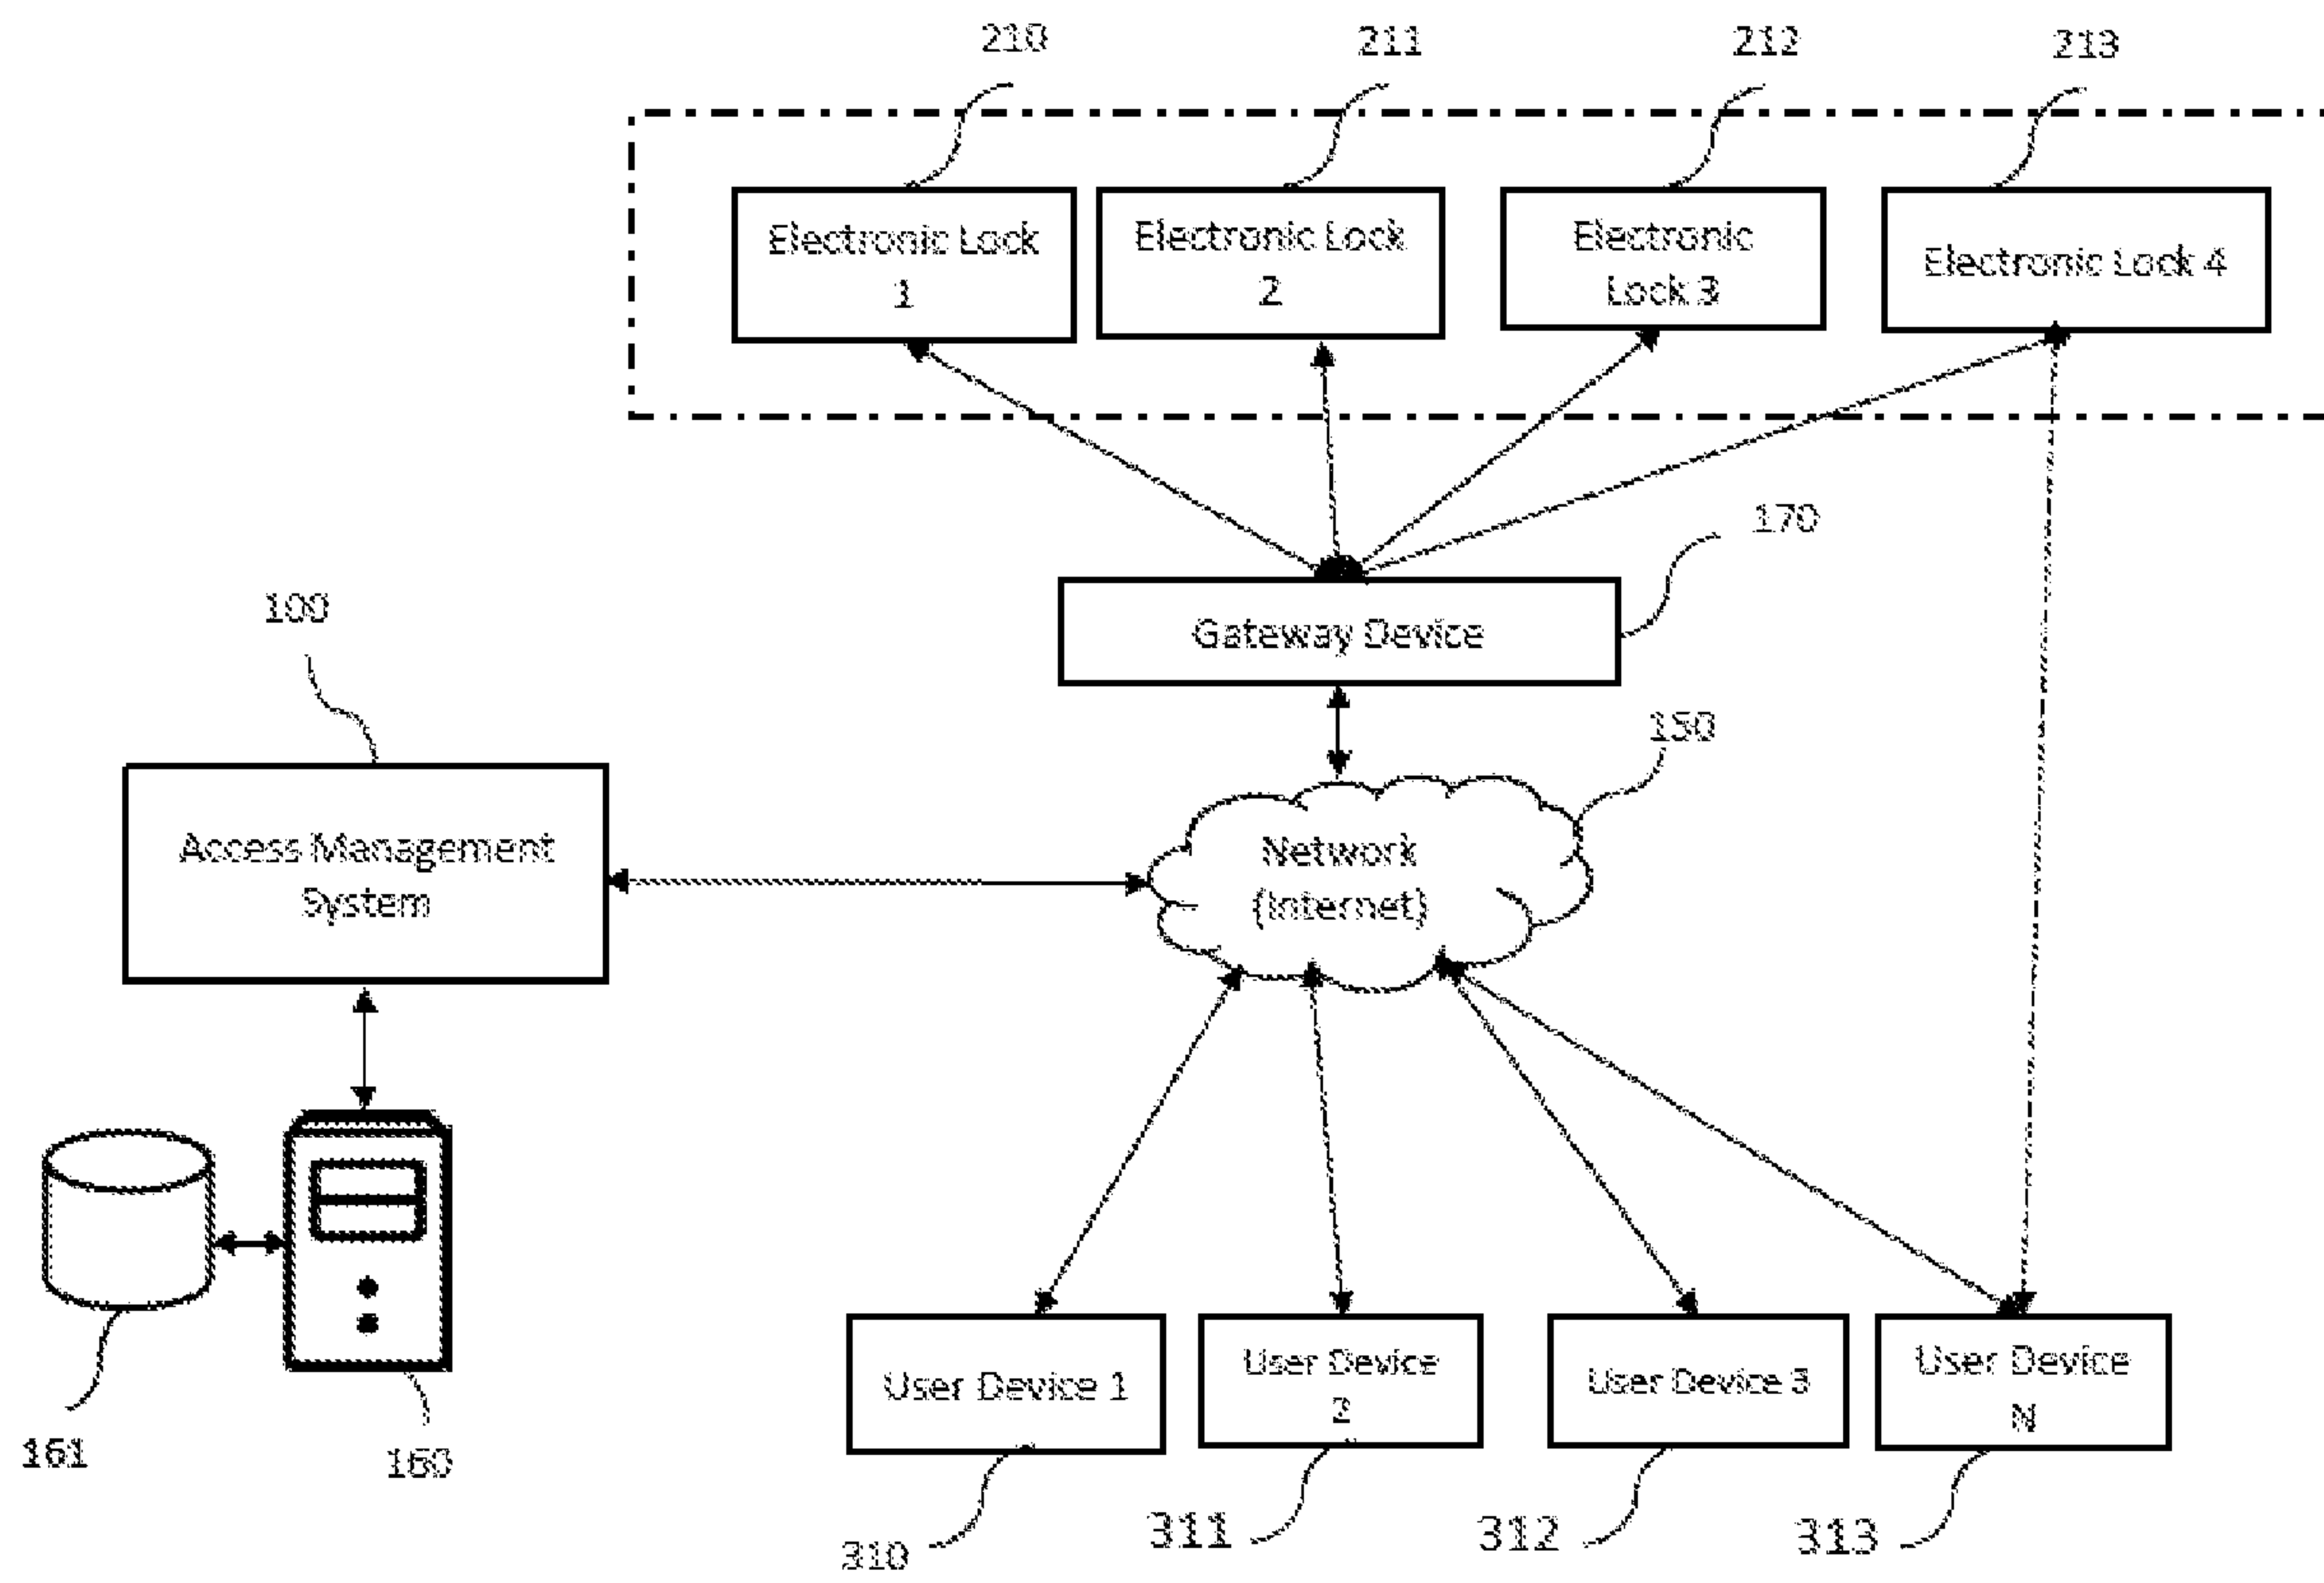 210
211
212
213
Electronic Lock
1
Electronic Lock
2
Electronic
Lock 3
Electronic Lock 4
170
Gateway Device
100
150
Access Management
System
Network
(Internet)
161
160
User Device 1
User Device
2
User Device 3
User Device
N
310
311
312
313